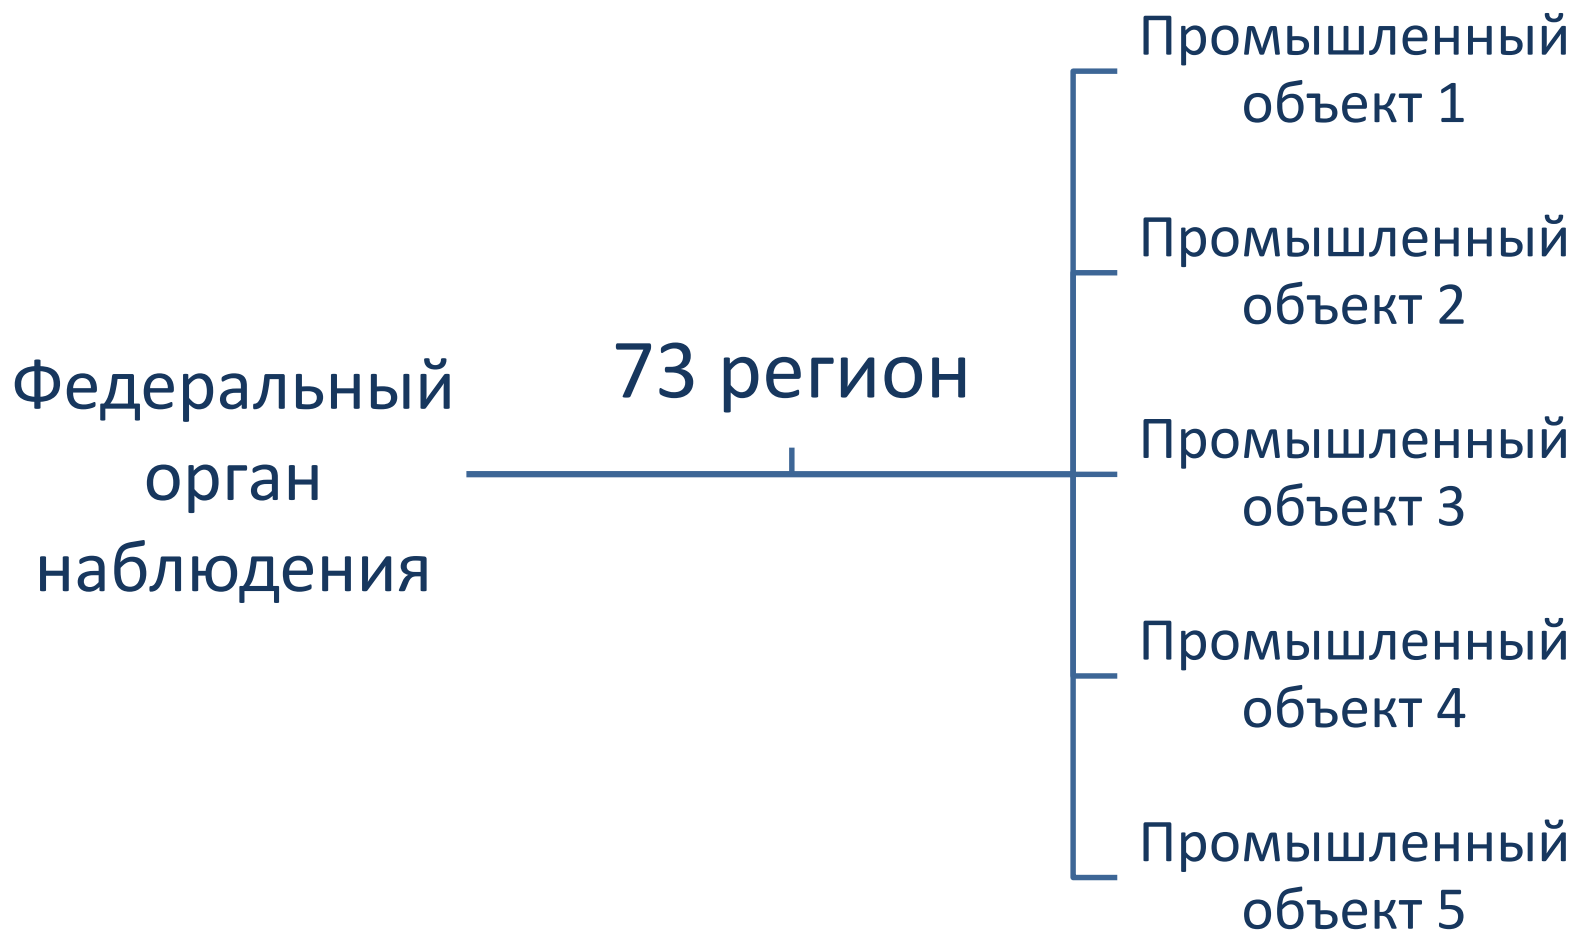 Федеральный
орган
наблюдения
73 регион
Промышленный
объект 1
Промышленный
объект 2
Промышленный
объект 3
Промышленный
объект 4
Промышленный
объект 5